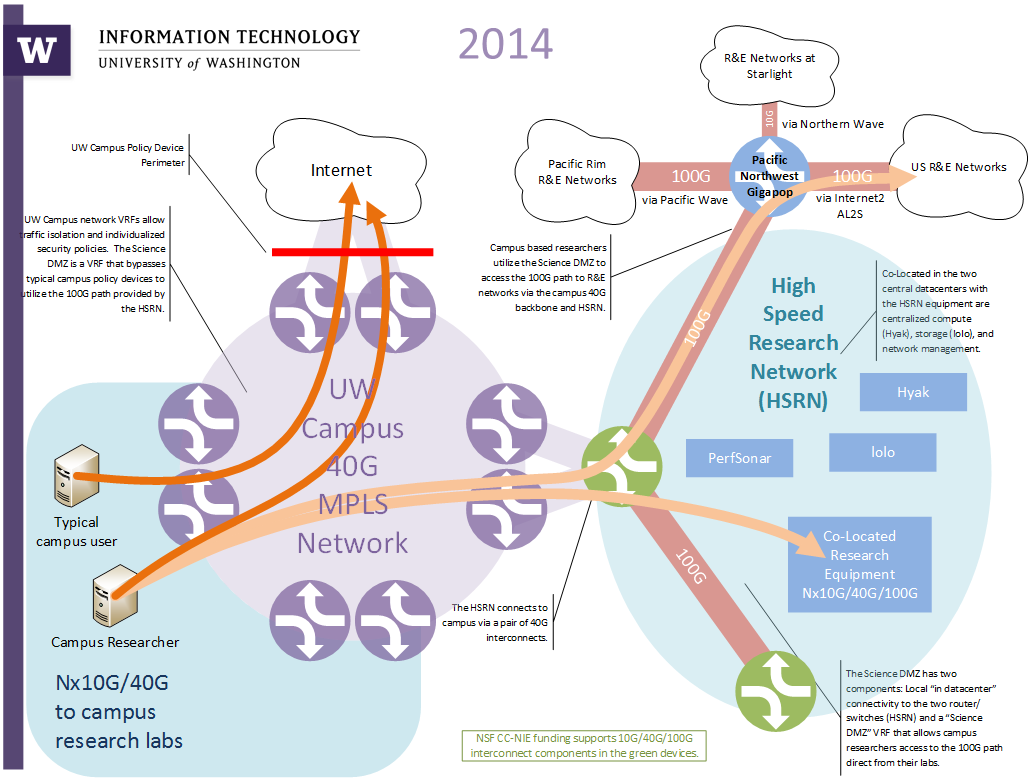 W
INFORMATION TECHNOLOGY
UNIVERSITY of WASHINGTON
2014
R&E Networks at
Starlight
10G
via Northern Wave
UW Campus Policy Device
Perimeter
Internet
Pacific Rim
R&E Networks
100G
via Pacific Wave
Pacific
Northwest
Gigapop
100G
via Internet2
AL2S
US R&E Networks
UW Campus network VRFs allow
traffic isolation and individualized
security policies. The Science
DMZ is a VRF that bypasses
typical campus policy devices to
utilize the 100G path provided by
the HSRN.
Campus based researchers
utilize the Science DMZ to
access the 100G path to R&E
networks via the campus 40G
backbone and HSRN.
100G
High
Speed
Research
Network
(HSRN)
Co-Located in the two
central datacenters with
the HSRN equipment are
centralized compute
(Hyak), storage (lolo), and
network management.
Hyak
PerfSonar
lolo
UW
Campus
40G
MPLS
Network
Typical
campus user
Campus Researcher
Nx10G/40G
to campus
research labs
Co-Located
Research
Equipment
Nx10G/40G/100G
100G
The HSRN connects to
campus via a pair of 40G
interconnects.
The Science DMZ has two
components: Local “in datacenter”
connectivity to the two router/
switches (HSRN) and a “Science
DMZ” VRF that allows campus
researchers access to the 100G path
direct from their labs.
NSF CC-NIE funding supports 10G/40G/100G
interconnect components in the green devices.